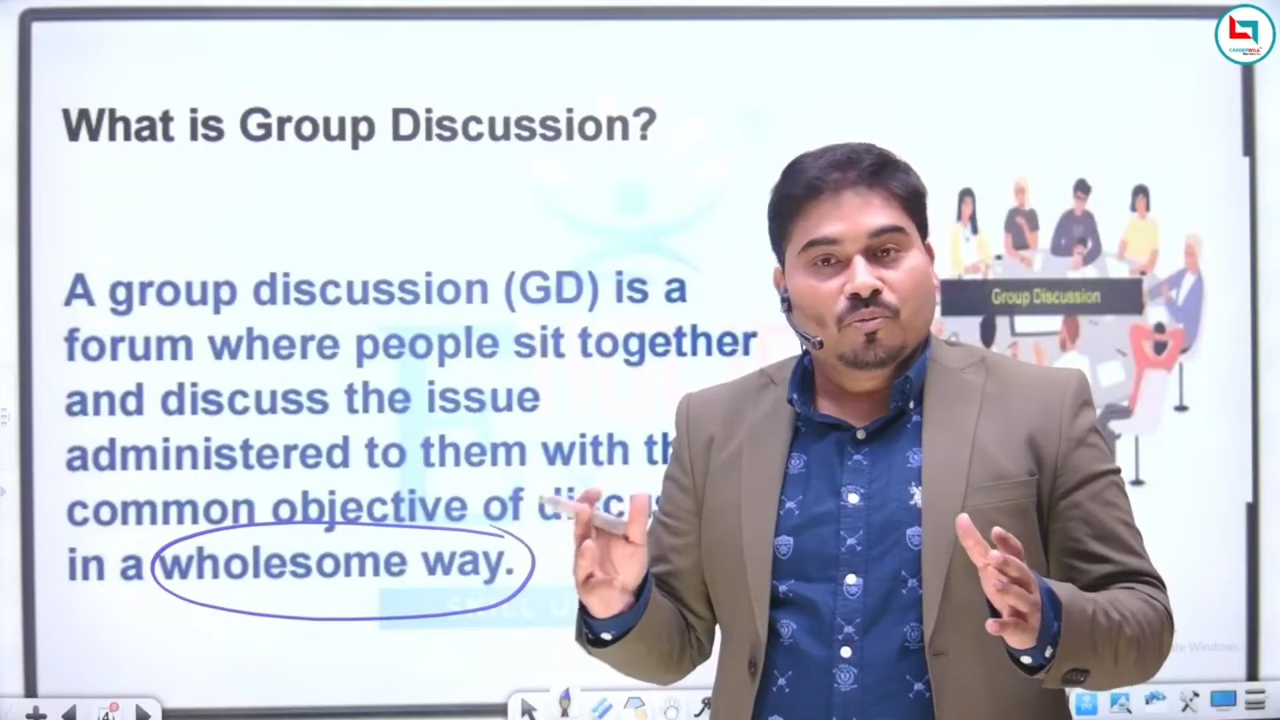 What is Group Discussion?
A group discussion (GD) is a
forum where people sit together
and discuss the issue
administered to them with
common objective of
in a wholesome way.
Group Discussion
CAREERWILL